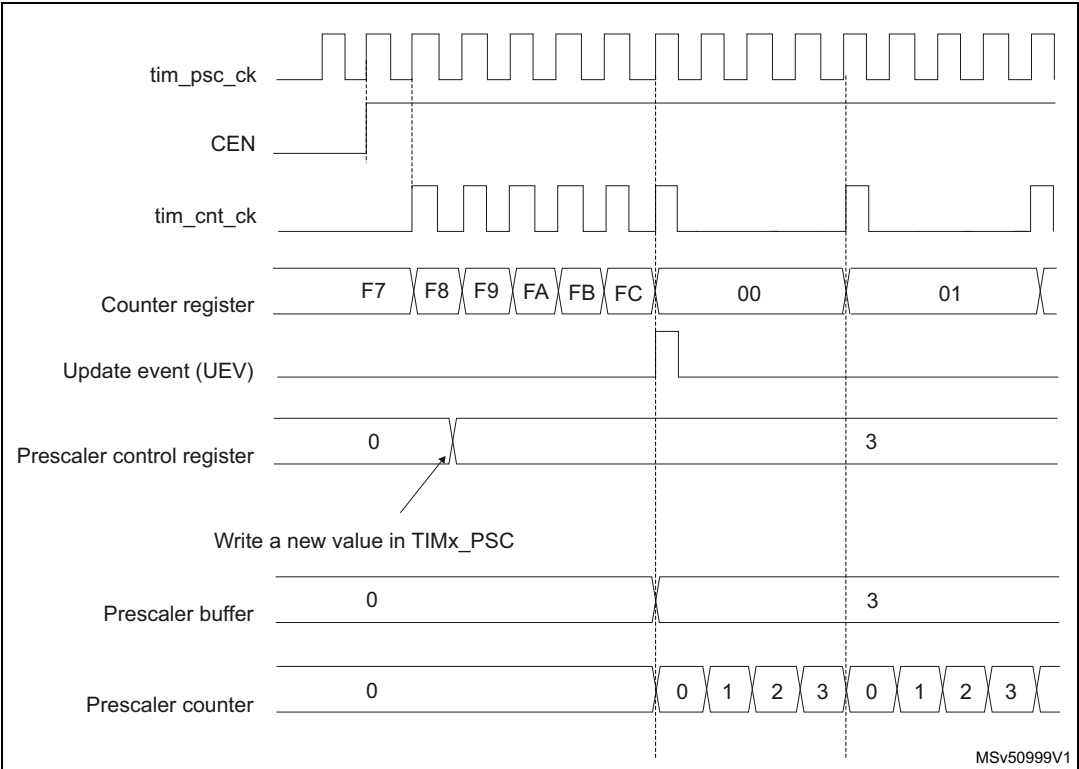 tim_psc_ck
CEN
tim_cnt_ck
Counter register F7 F8 F9 FA FB FC 00 01
Update event (UEV)
Prescaler control register 0 3
Write a new value in TIMx_PSC
Prescaler buffer 0 3
Prescaler counter 0 0 1 2 3 0 1 2 3
MSv50999V1